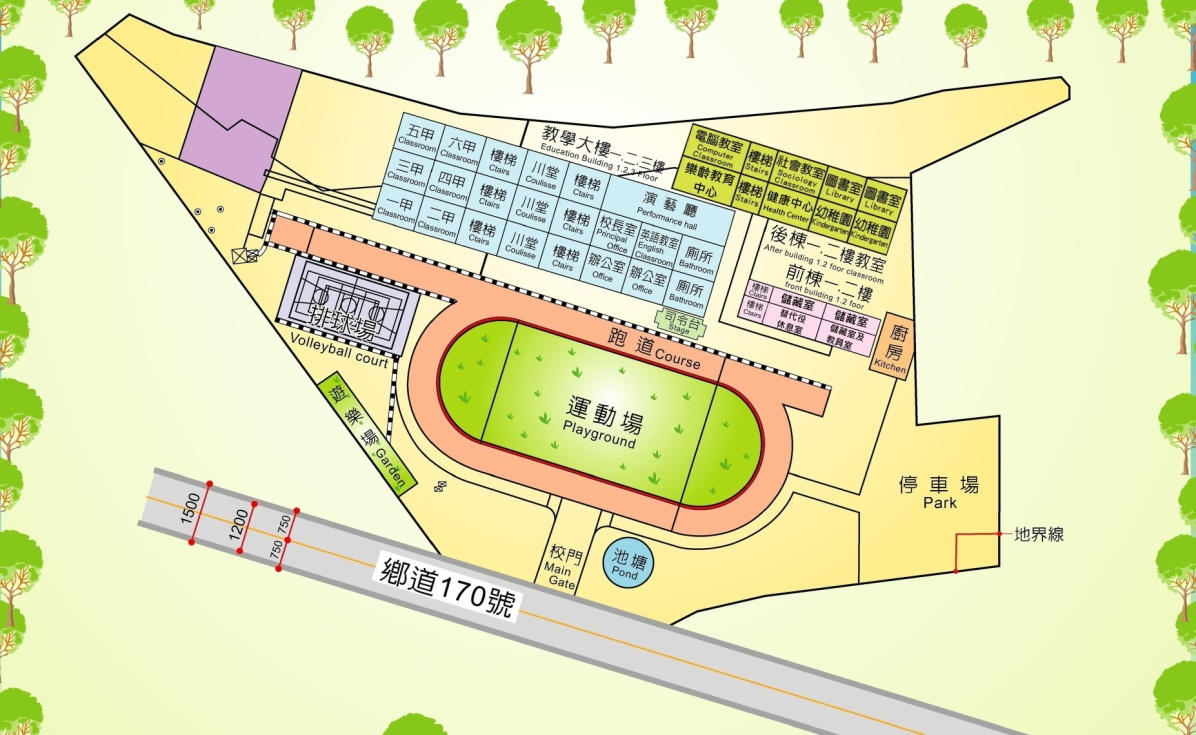 五甲
Classroom
六甲
Classroom
樓梯
Clairs
川堂
Coulisse
樓梯
Clairs
演藝廳
Performance hall
三甲
Classroom
四甲
Classroom
樓梯
Clairs
川堂
Coulisse
樓梯
Clairs
校長室
Principal
Office
英語教室
English
Classroom
廁所
Bathroom
一甲
Classroom
二甲
Classroom
樓梯
Clairs
川堂
Coulisse
樓梯
Clairs
辦公室
Office
辦公室
Office
廁所
Bathroom
教學大樓一.二.三樓
Education Building 1.2.3 Floor
電腦教室
Computer
Classroom
樓梯
Stairs
社會教室
Sociology
Classroom
圖書室
Library
圖書室
Library
樂齡教育
中心
樓梯
Stairs
健康中心
Health Center
幼稚園
Kindergarten
幼稚園
Kindergarten
後棟一.二樓教室
After building 1.2 foor classroom
前棟一.二樓
front building 1.2 foor
樓梯
Clairs
儲藏室
儲藏室
樓梯
Clairs
替代役
休息室
儲藏室及
教員室
廚房
Kitchen
司令台
Stage
跑道 Course
排球場
Volleyball court
運動場
Playground
遊樂場 Garden
停車場
Park
地界線
校門
Main
Gate
池塘
Pond
1500
1200
750
750
鄉道170號